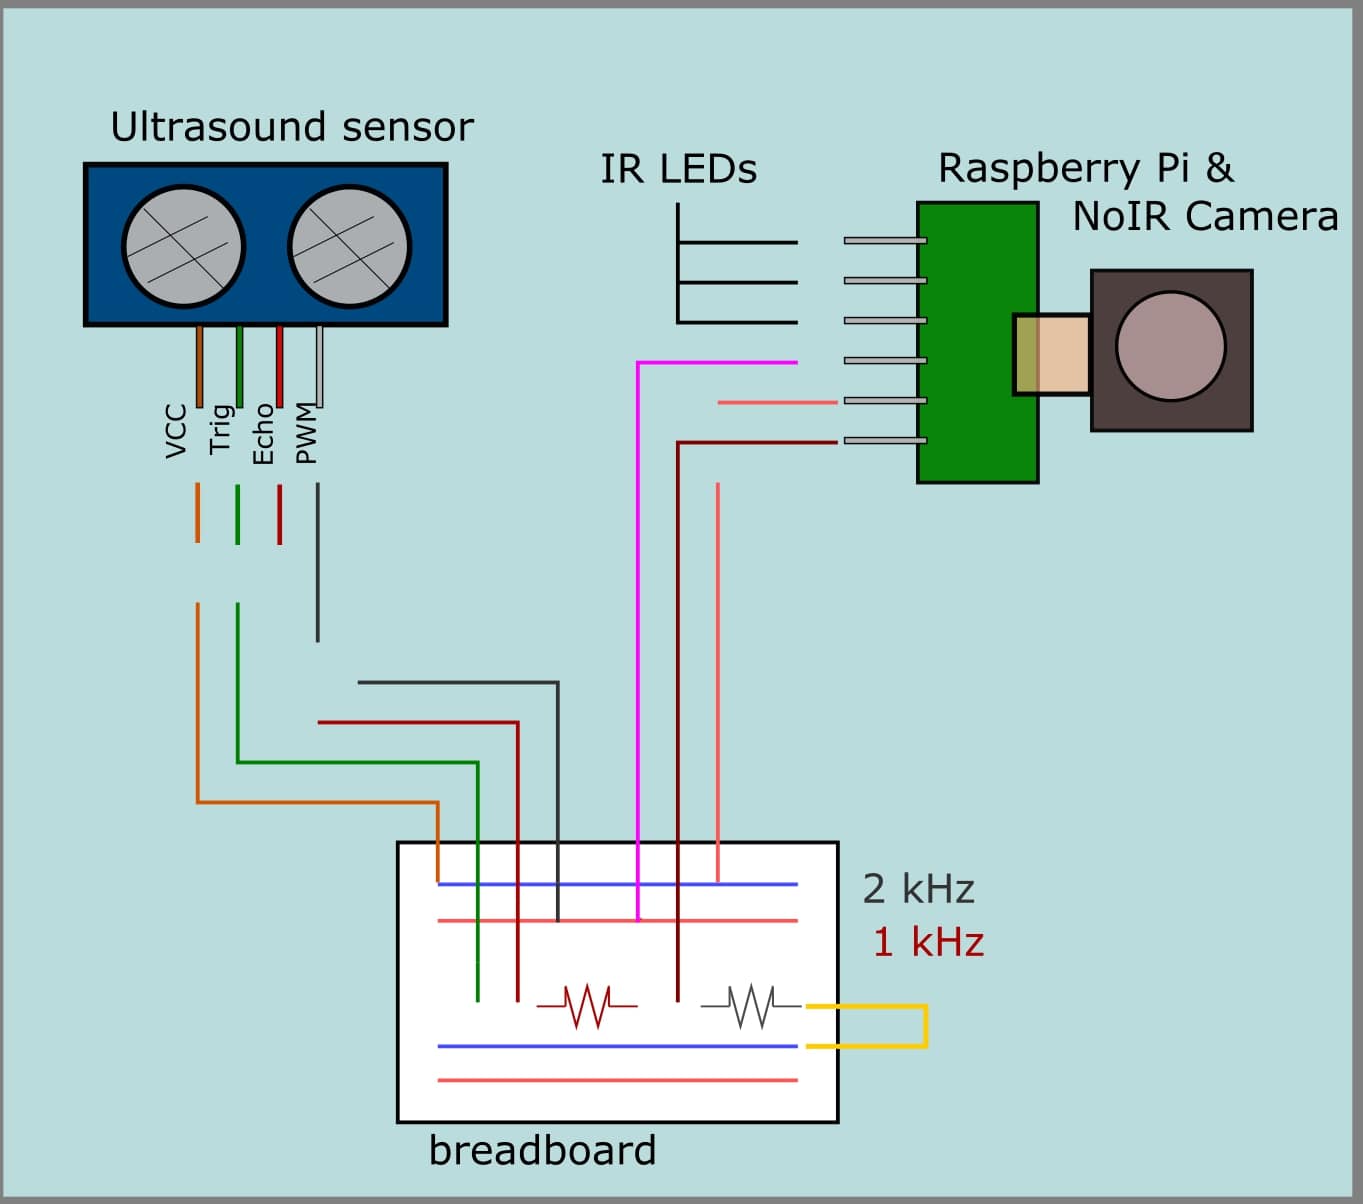 Ultrasound sensor
IR LEDs
Raspberry Pi &
NoIR Camera
VCC
Trig
Echo
PWM
2 kHz
1 kHz
breadboard